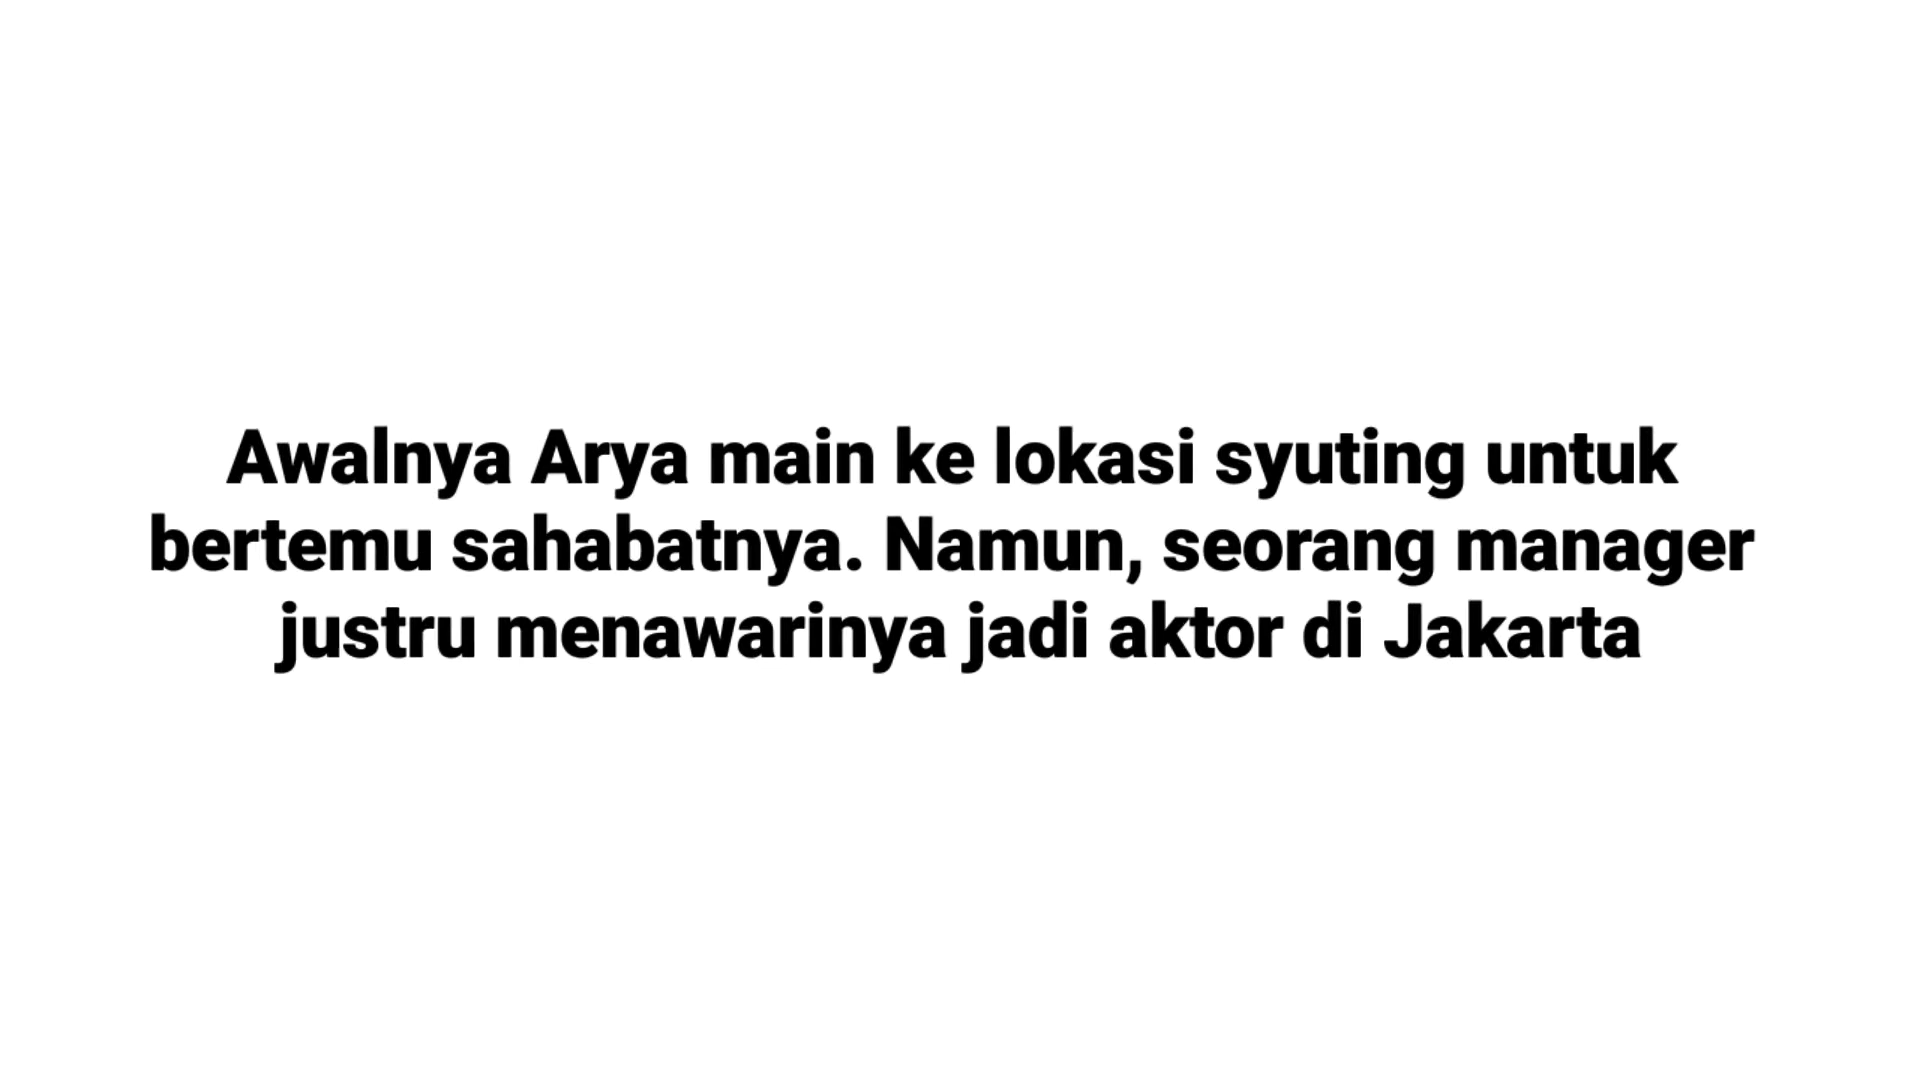 Awalnya Arya main ke lokasi syuting untuk
bertemu sahabatnya. Namun, seorang manager
justru menawarinya jadi aktor di Jakarta